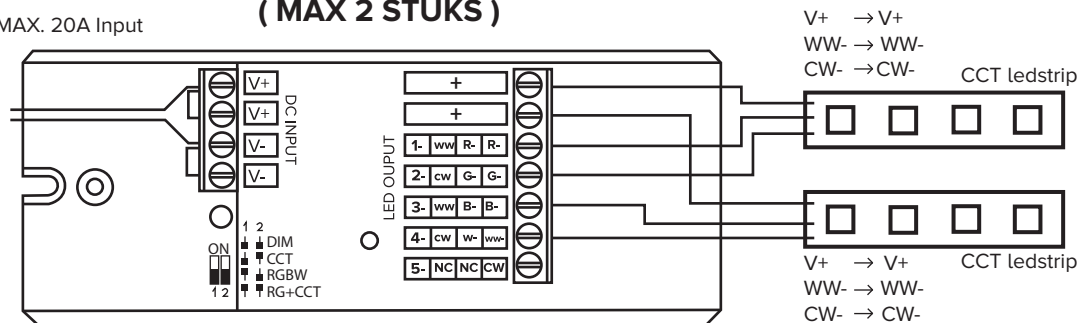 ( MAX 2 STUKS )
MAX. 20A Input
V+ → V+
WW- → WW-
CW- → CW-
CCT ledstrip
V+
V+
V-
V-
DC INPUT
+
+
1- WW R- R-
2- CW G- G-
3- WW B- B-
4- CW W- WW-
5- NC NC CW
LED OUPUT
ON
1 2
1 2
DIM
CCT
RGBW
RG+CCT
V+ → V+
WW- → WW-
CW- → CW-
CCT ledstrip